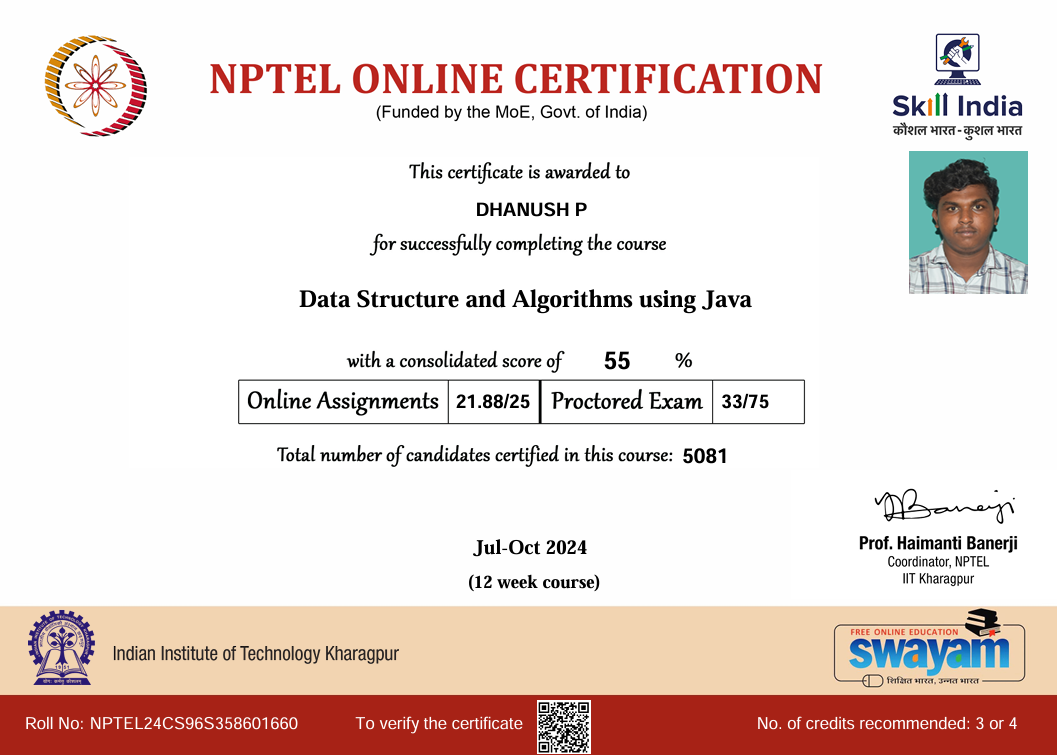 NPTEL ONLINE CERTIFICATION
(Funded by the MoE, Govt. of India)
Skill India
कौशल भारत - कुशल भारत
This certificate is awarded to
DHANUSH P
for successfully completing the course
Data Structure and Algorithms using Java
with a consolidated score of 55 %
Online Assignments 21.88/25 Proctored Exam 33/75
Total number of candidates certified in this course: 5081
Banerji
Prof. Haimanti Banerji
Coordinator, NPTEL
IIT Kharagpur
Jul-Oct 2024
(12 week course)
Indian Institute of Technology Kharagpur
FREE ONLINE EDUCATION
swayam
शिक्षित भारत, उन्नत भारत
Roll No: NPTEL24CS96S358601660 To verify the certificate No. of credits recommended: 3 or 4